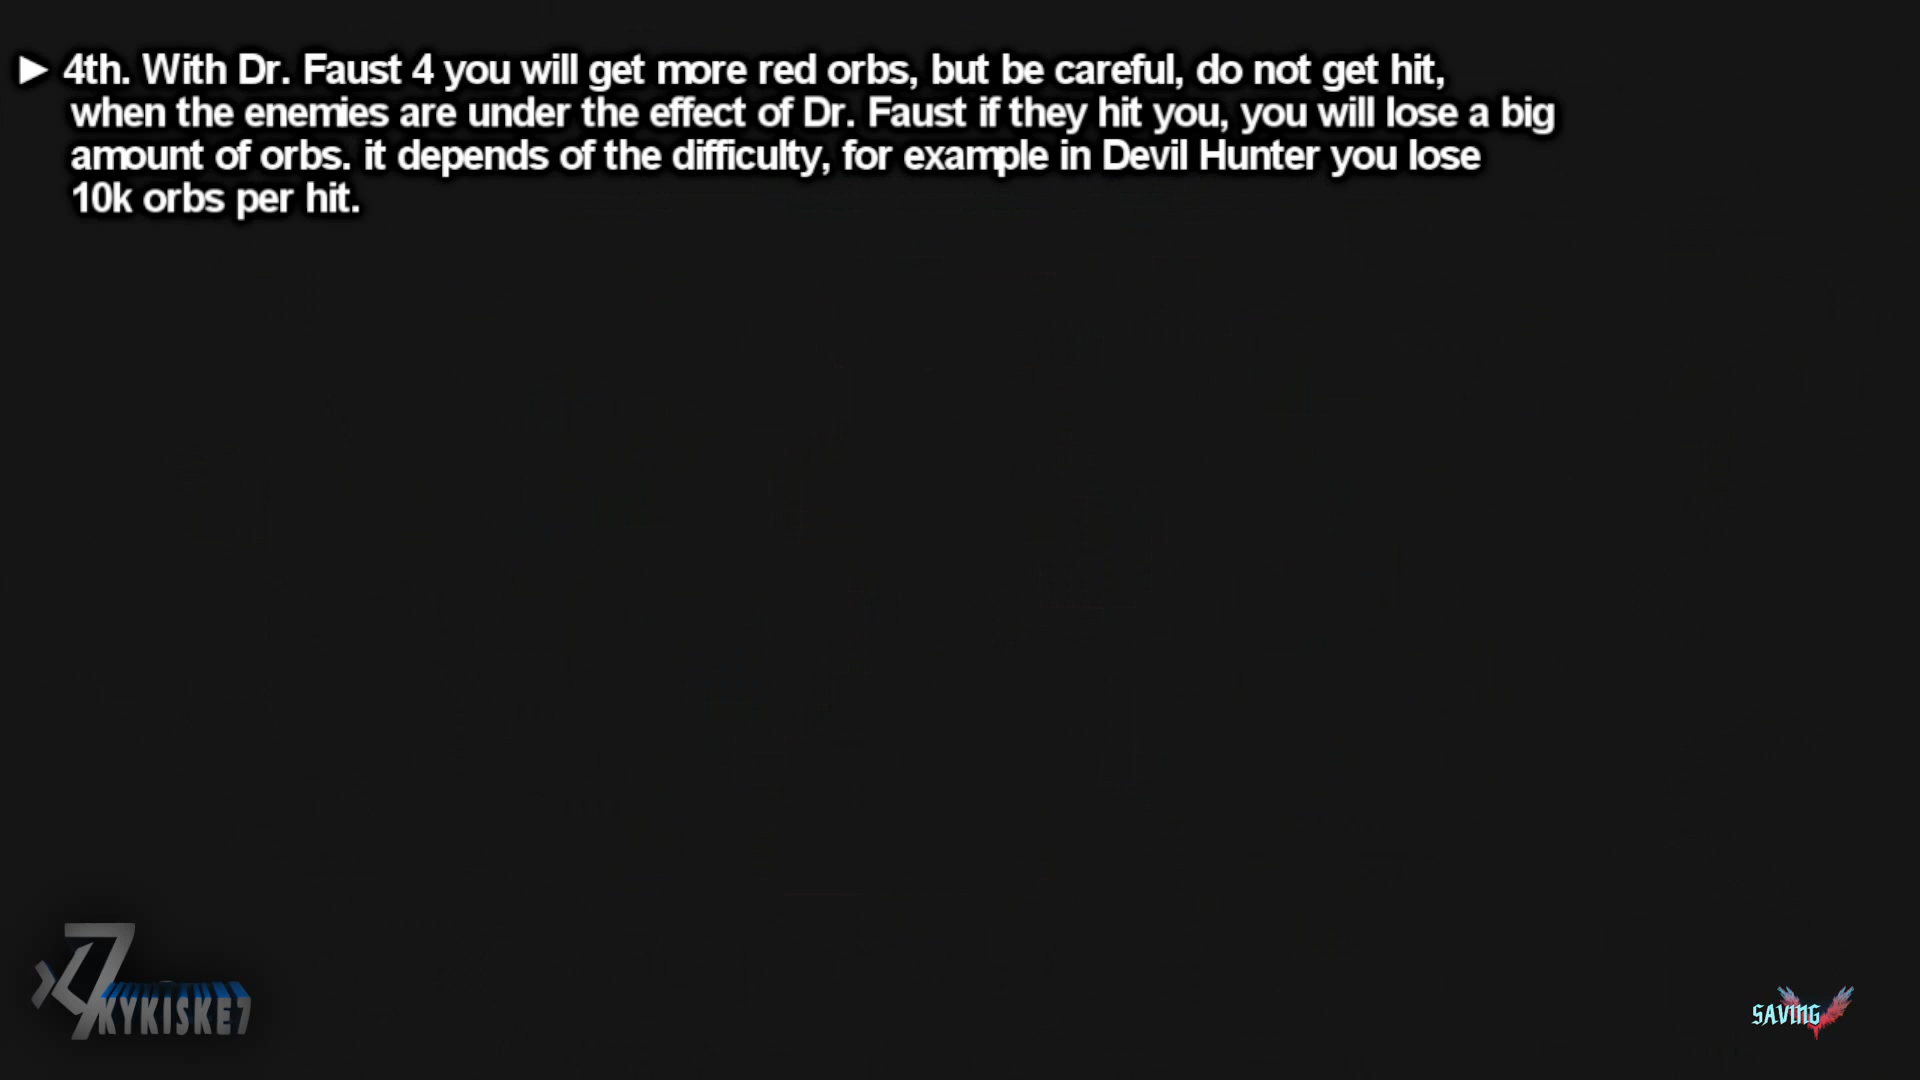 ► 4th. With Dr. Faust 4 you will get more red orbs, but be careful, do not get hit,
when the enemies are under the effect of Dr. Faust if they hit you, you will lose a big
amount of orbs. it depends of the difficulty, for example in Devil Hunter you lose
10k orbs per hit.
x7
KYKISKE7
SAVING